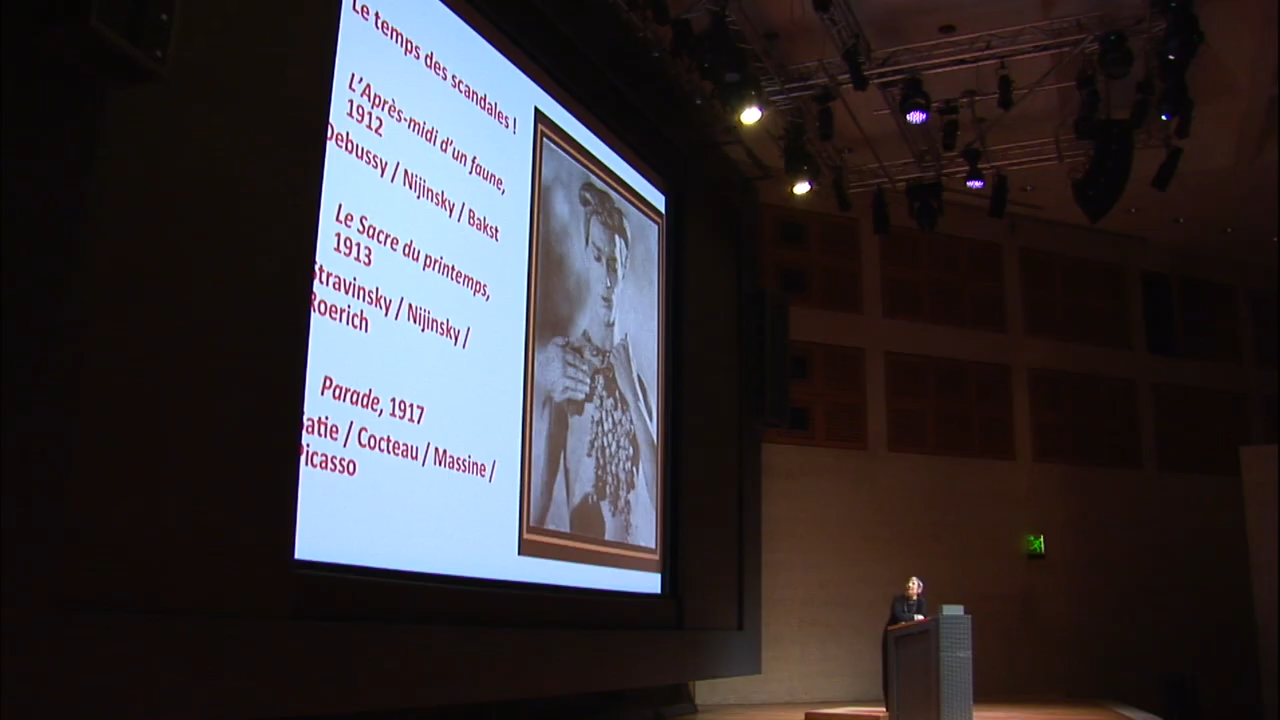 Le temps des scandales !
L'Après-midi d'un faune,
1912
Debussy / Nijinsky / Bakst
Le Sacre du printemps,
1913
Stravinsky / Nijinsky /
Roerich
Parade, 1917
Satie / Cocteau / Massine /
Picasso